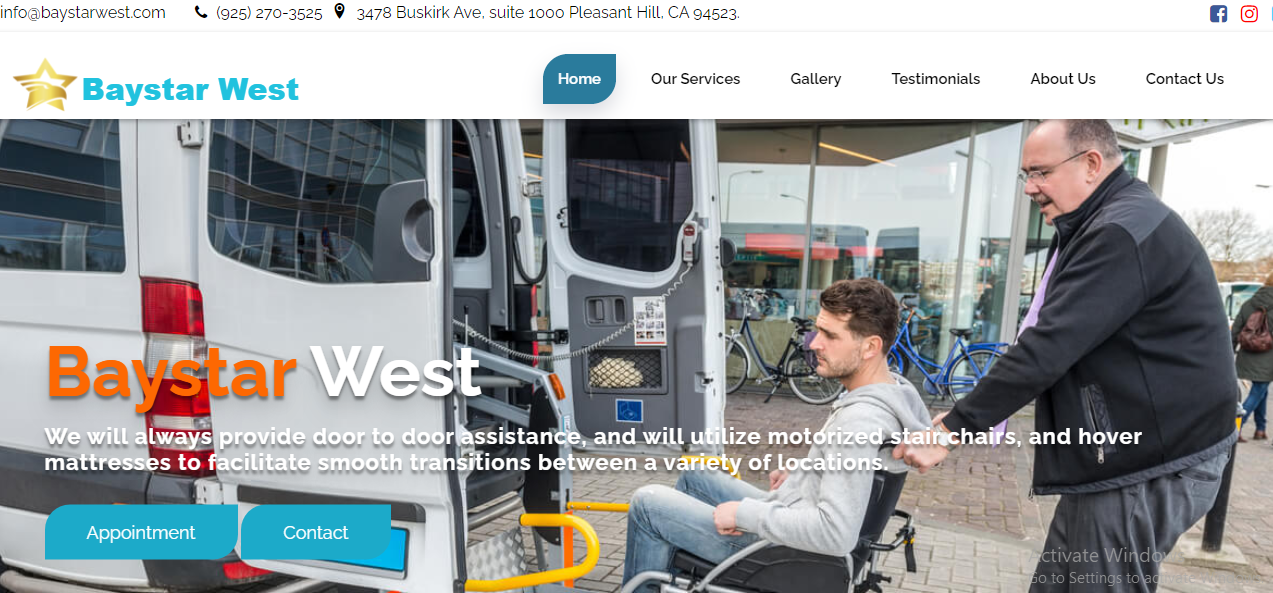 info@baystarwest.com (925) 270-3525 3478 Buskirk Ave, suite 1000 Pleasant Hill, CA 94523.
Baystar West
Home Our Services Gallery Testimonials About Us Contact Us
Baystar West
We will always provide door to door assistance, and will utilize motorized stair chairs, and hover
mattresses to facilitate smooth transitions between a variety of locations.
Appointment Contact
Activate Windows
Go to Settings to activate